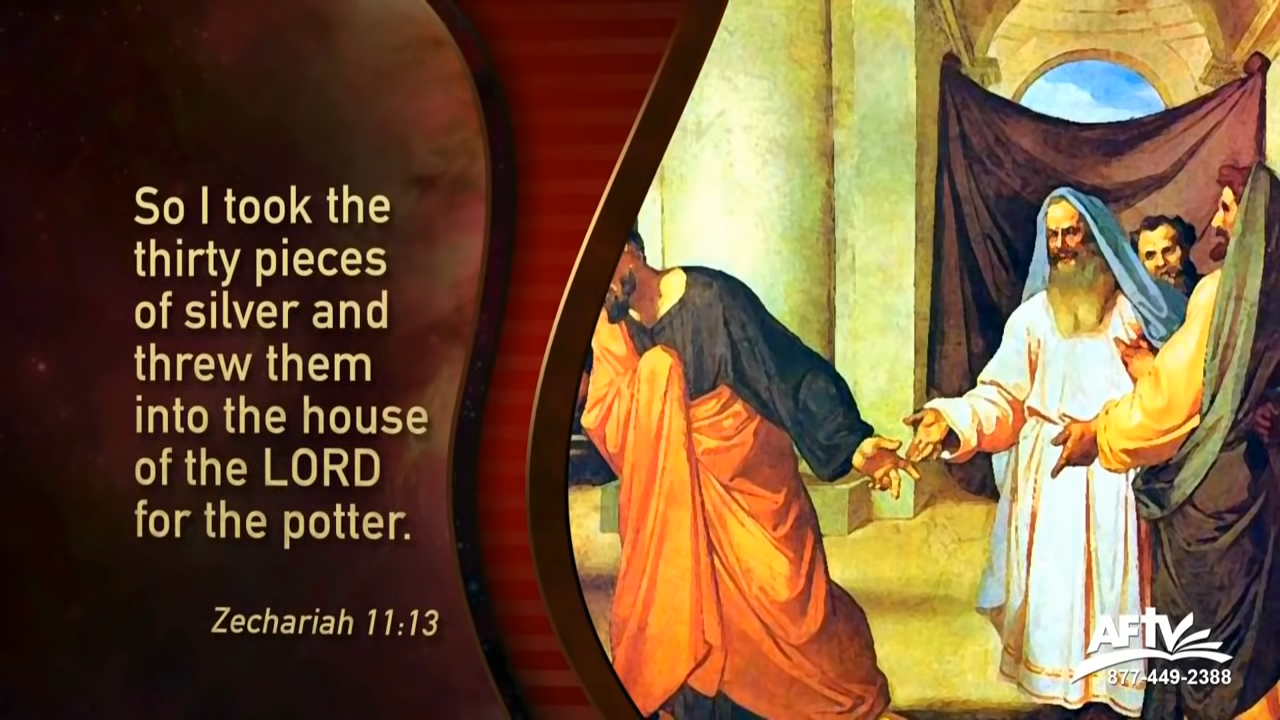 So I took the
thirty pieces
of silver and
threw them
into the house
of the LORD
for the potter.
Zechariah 11:13
AFTV
877-449-2388